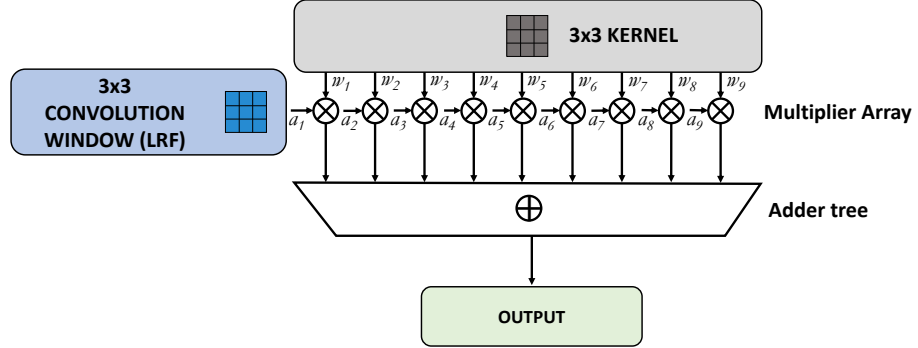 3x3 KERNEL
3x3
CONVOLUTION
WINDOW (LRF)
w1 w2 w3 w4 w5 w6 w7 w8 w9
a1 a2 a3 a4 a5 a6 a7 a8 a9
Multiplier Array
Adder tree
OUTPUT